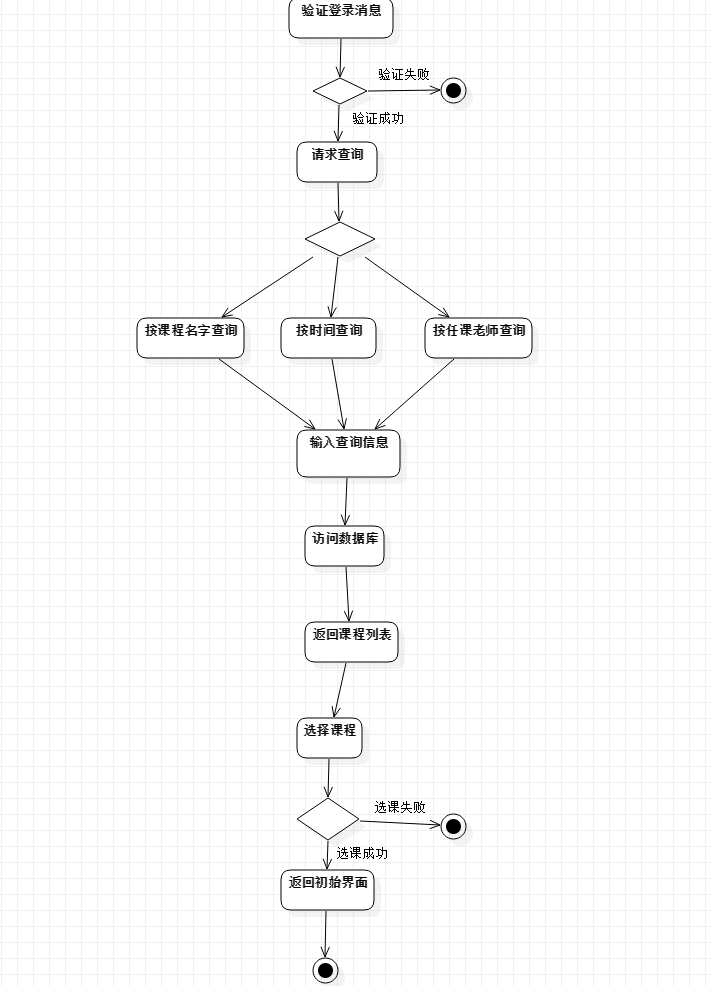 验证登录消息
验证失败
验证成功
请求查询
按课程名字查询
按时间查询
按任课老师查询
输入查询信息
访问数据库
返回课程列表
选择课程
选课失败
选课成功
返回初始界面